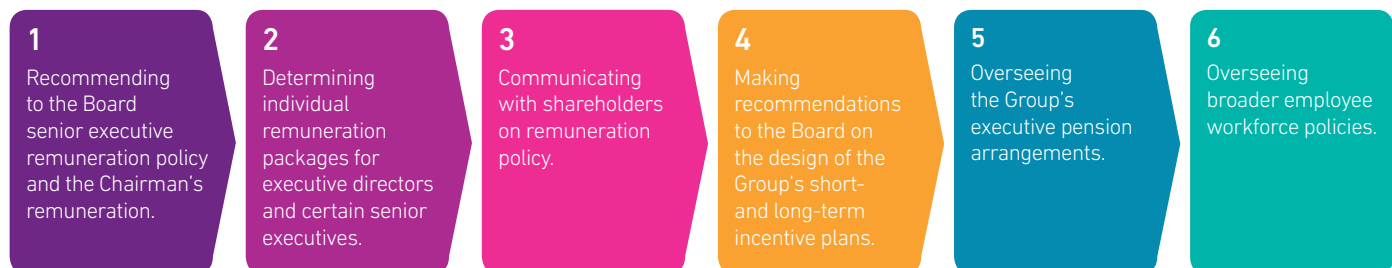 1
Recommending
to the Board
senior executive
remuneration policy
and the Chairman's
remuneration.
2
Determining
individual
remuneration
packages for
executive directors
and certain senior
executives.
3
Communicating
with shareholders
on remuneration
policy.
4
Making
recommendations
to the Board on
the design of the
Group's short-
and long-term
incentive plans.
5
Overseeing
the Group's
executive pension
arrangements.
6
Overseeing
broader employee
workforce policies.